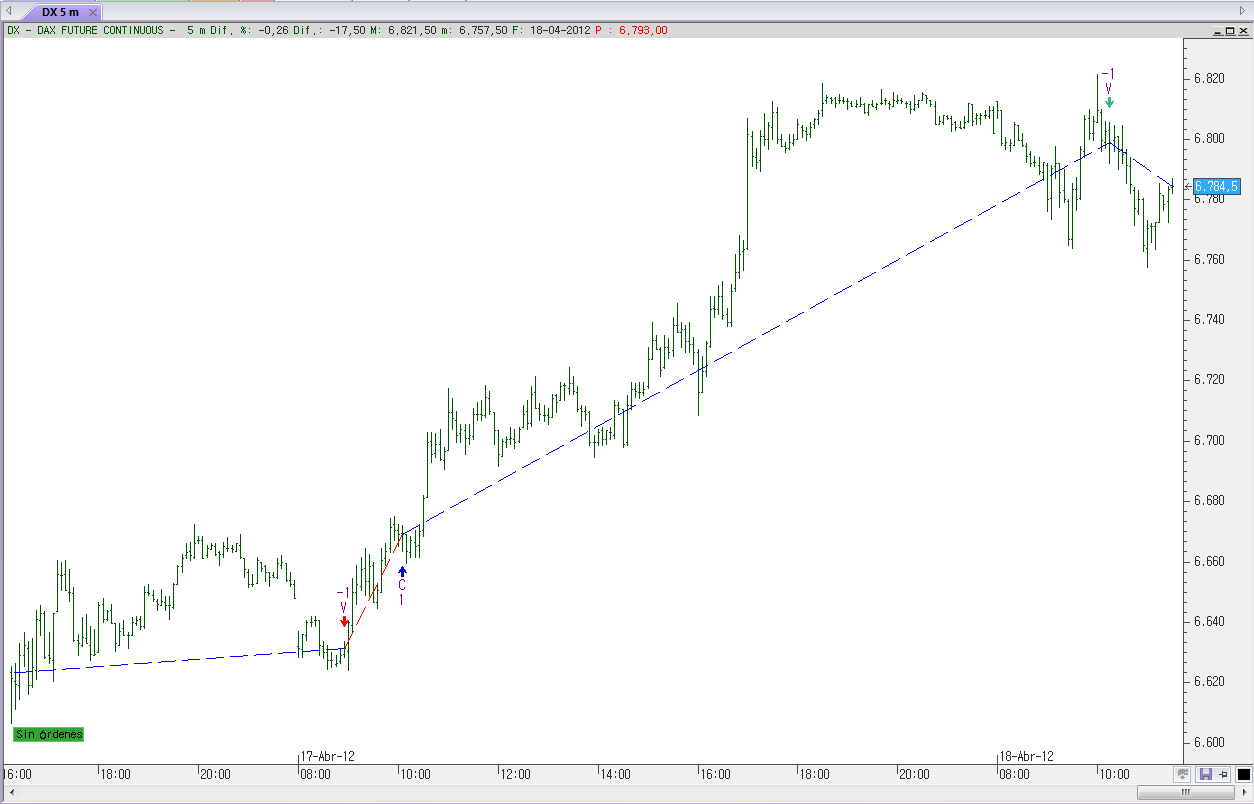 DX 5 m
DX - DAX FUTURE CONTINUOUS - 5 m Dif. %: -0,26 Dif.: -17,50 M: 6,821,50 m: 6,757,50 F: 18-04-2012 P : 6,793,00
-1
V
6.820
6.800
6.784,5
6.780
6.760
6.740
6.720
6.700
6.680
6.660
-1
V
C
1
6.640
6.620
6.600
Sin órdenes
17-Abr-12
18-Abr-12
16:00 18:00 20:00 08:00 10:00 12:00 14:00 16:00 18:00 20:00 08:00 10:00